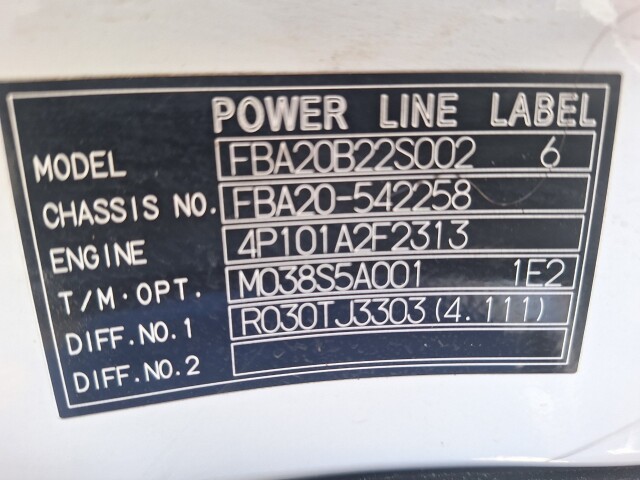 POWER LINE LABEL
MODEL FBA20B22S002 6
CHASSIS NO. FBA20-542258
ENGINE 4P101A2F2313
T/M·OPT. M038S5A001 1E2
DIFF.NO.1 R030TJ3303(4.111)
DIFF.NO.2